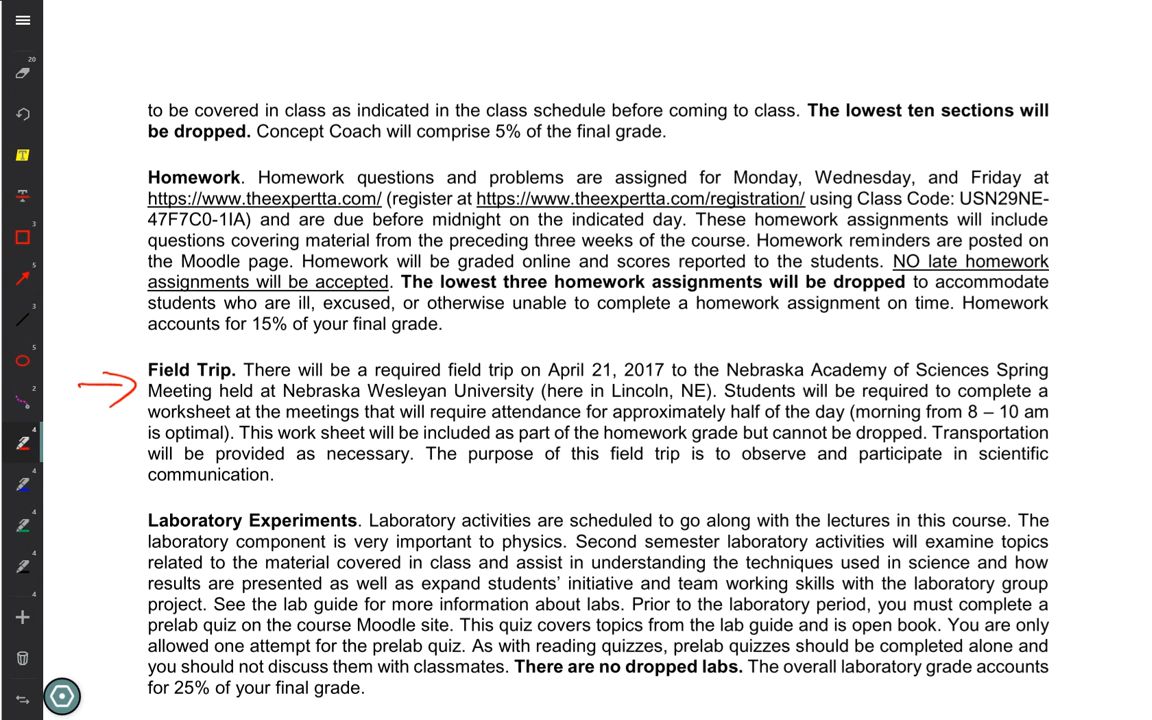 to be covered in class as indicated in the class schedule before coming to class. The lowest ten sections will
be dropped. Concept Coach will comprise 5% of the final grade.
Homework. Homework questions and problems are assigned for Monday, Wednesday, and Friday at
https://www.theexpertta.com/ (register at https://www.theexpertta.com/registration/ using Class Code: USN29NE-
47F7C0-1IA) and are due before midnight on the indicated day. These homework assignments will include
questions covering material from the preceding three weeks of the course. Homework reminders are posted on
the Moodle page. Homework will be graded online and scores reported to the students. NO late homework
assignments will be accepted. The lowest three homework assignments will be dropped to accommodate
students who are ill, excused, or otherwise unable to complete a homework assignment on time. Homework
accounts for 15% of your final grade.
Field Trip. There will be a required field trip on April 21, 2017 to the Nebraska Academy of Sciences Spring
Meeting held at Nebraska Wesleyan University (here in Lincoln, NE). Students will be required to complete a
worksheet at the meetings that will require attendance for approximately half of the day (morning from 8 – 10 am
is optimal). This work sheet will be included as part of the homework grade but cannot be dropped. Transportation
will be provided as necessary. The purpose of this field trip is to observe and participate in scientific
communication.
Laboratory Experiments. Laboratory activities are scheduled to go along with the lectures in this course. The
laboratory component is very important to physics. Second semester laboratory activities will examine topics
related to the material covered in class and assist in understanding the techniques used in science and how
results are presented as well as expand students' initiative and team working skills with the laboratory group
project. See the lab guide for more information about labs. Prior to the laboratory period, you must complete a
prelab quiz on the course Moodle site. This quiz covers topics from the lab guide and is open book. You are only
allowed one attempt for the prelab quiz. As with reading quizzes, prelab quizzes should be completed alone and
you should not discuss them with classmates. There are no dropped labs. The overall laboratory grade accounts
for 25% of your final grade.
20
T
T
3
5
3
5
2
4
4
4
4
4